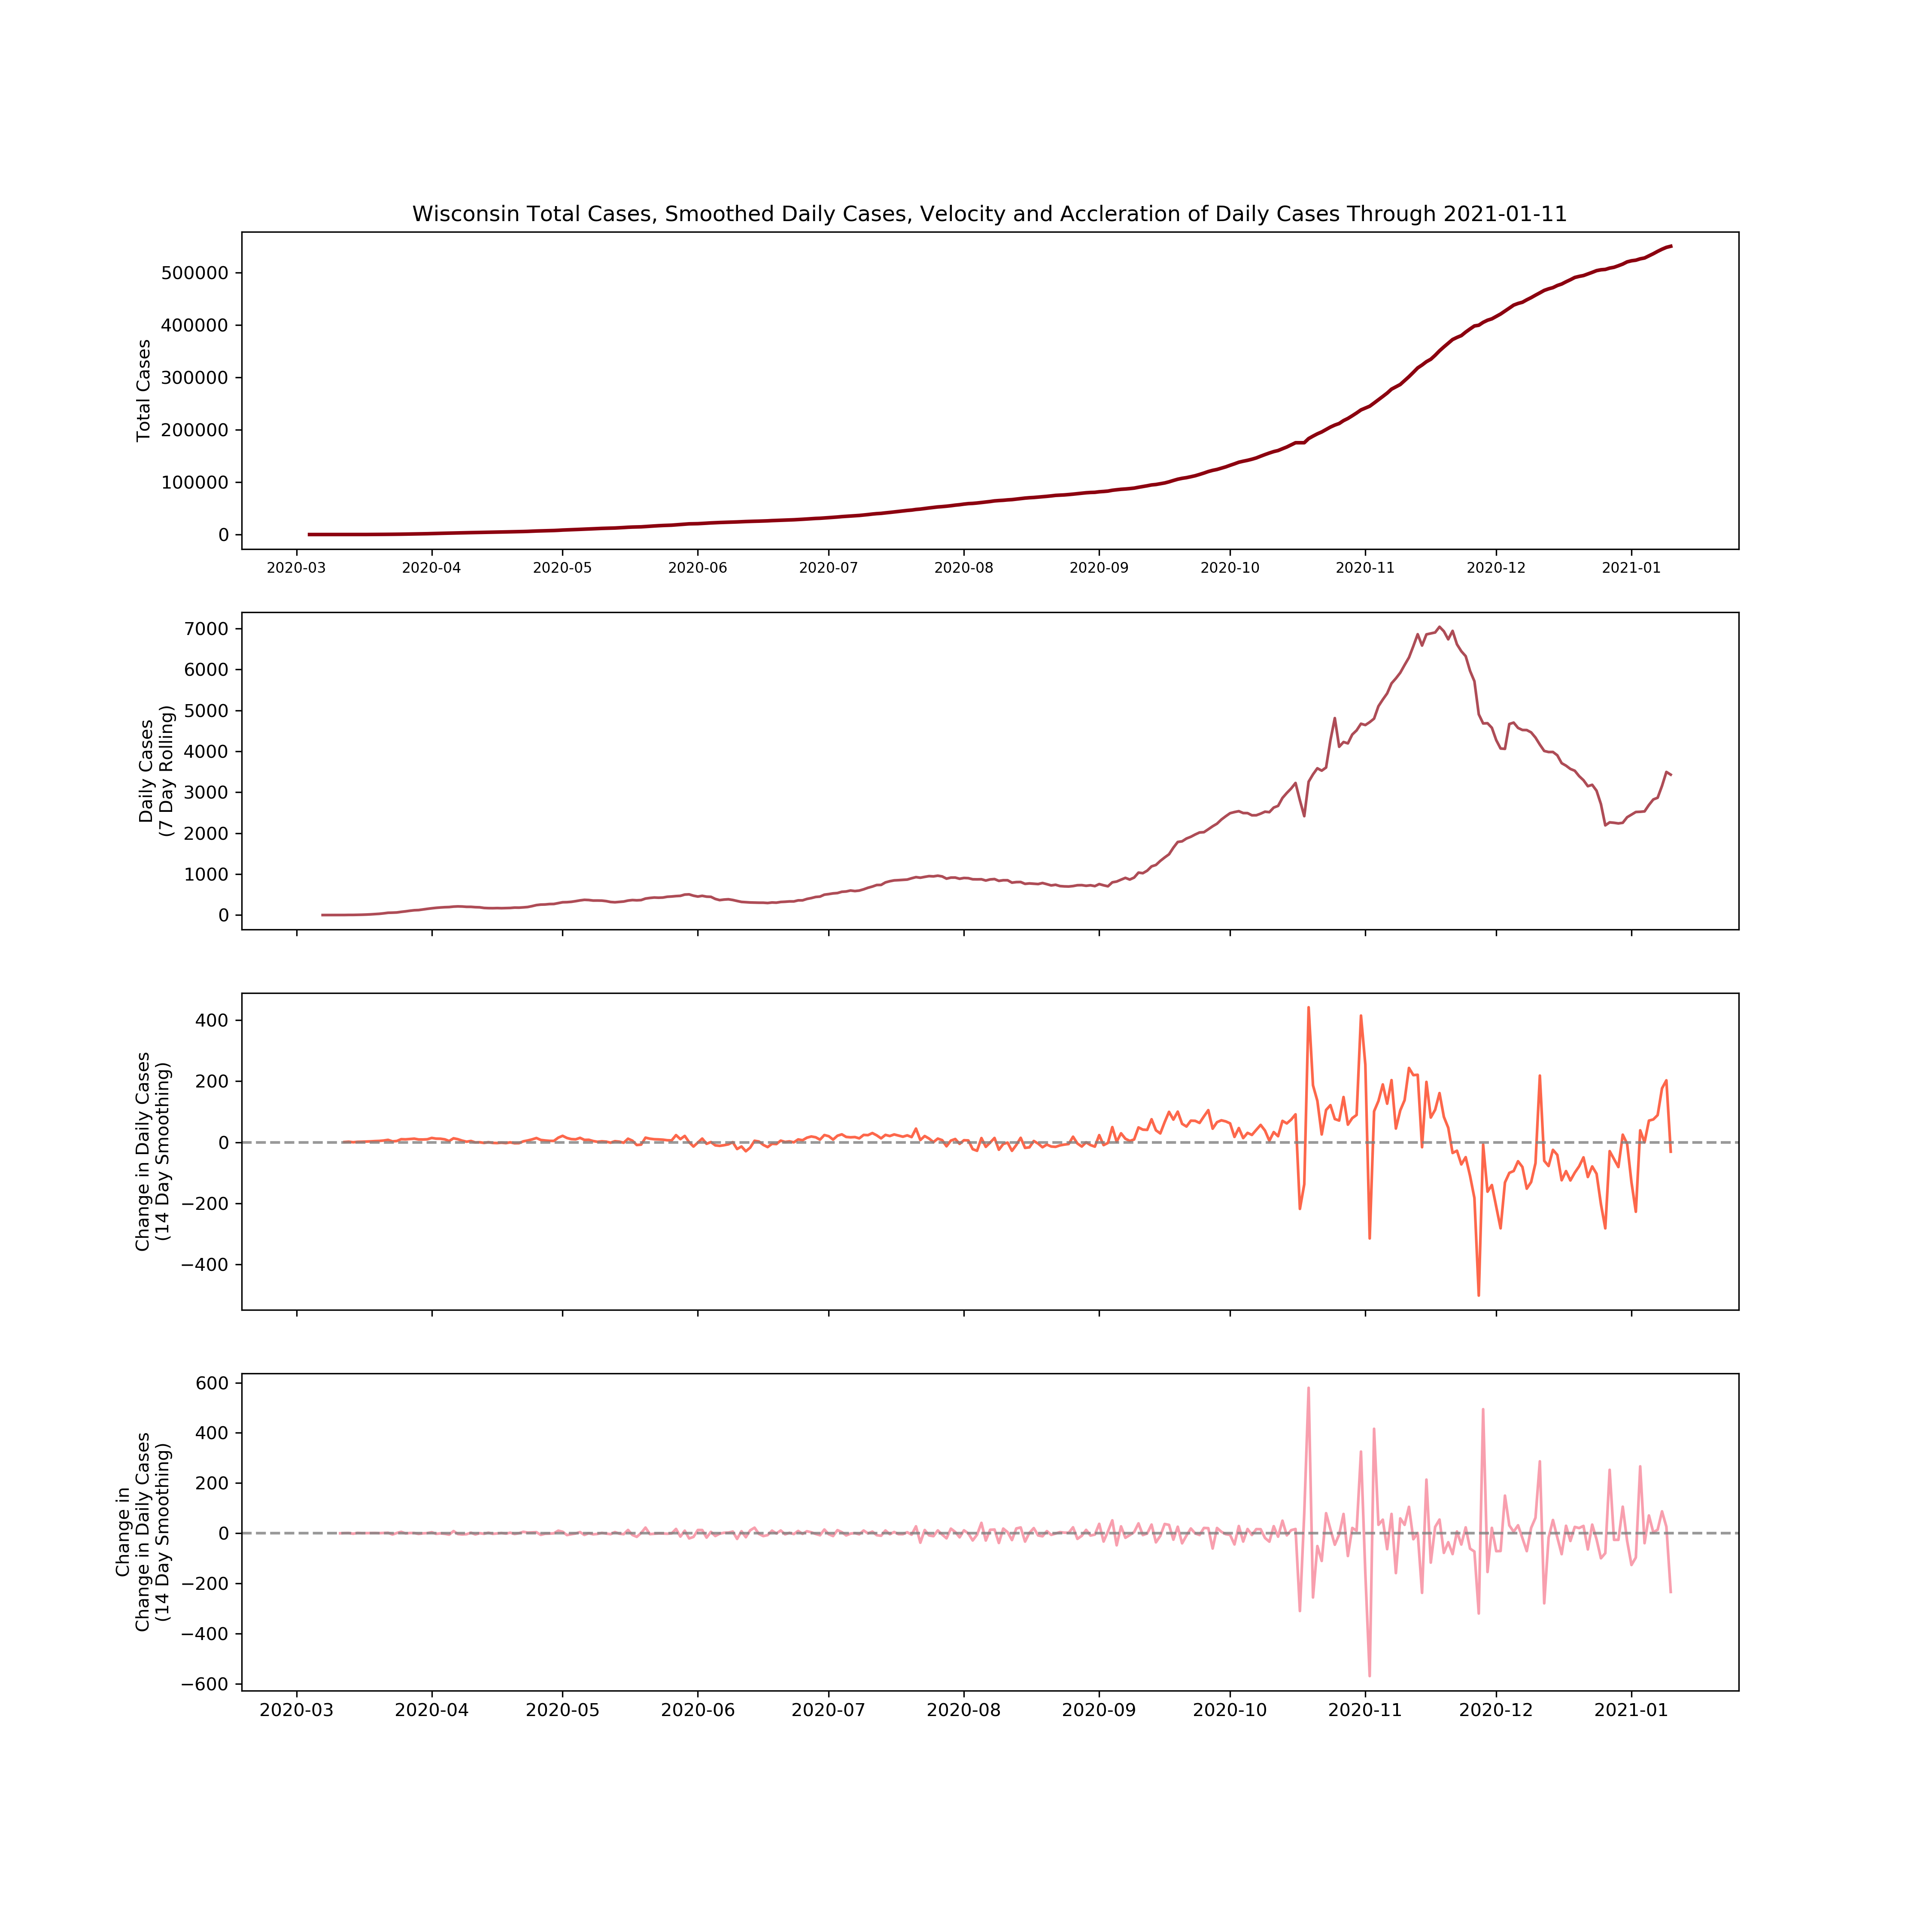 Wisconsin Total Cases, Smoothed Daily Cases, Velocity and Accleration of Daily Cases Through 2021-01-11
Total Cases
500000
400000
300000
200000
100000
0
2020-03 2020-04 2020-05 2020-06 2020-07 2020-08 2020-09 2020-10 2020-11 2020-12 2021-01
Daily Cases
(7 Day Rolling)
7000
6000
5000
4000
3000
2000
1000
0
Change in Daily Cases
(14 Day Smoothing)
400
200
0
−200
−400
Change in
Change in Daily Cases
(14 Day Smoothing)
600
400
200
0
−200
−400
−600
2020-03 2020-04 2020-05 2020-06 2020-07 2020-08 2020-09 2020-10 2020-11 2020-12 2021-01